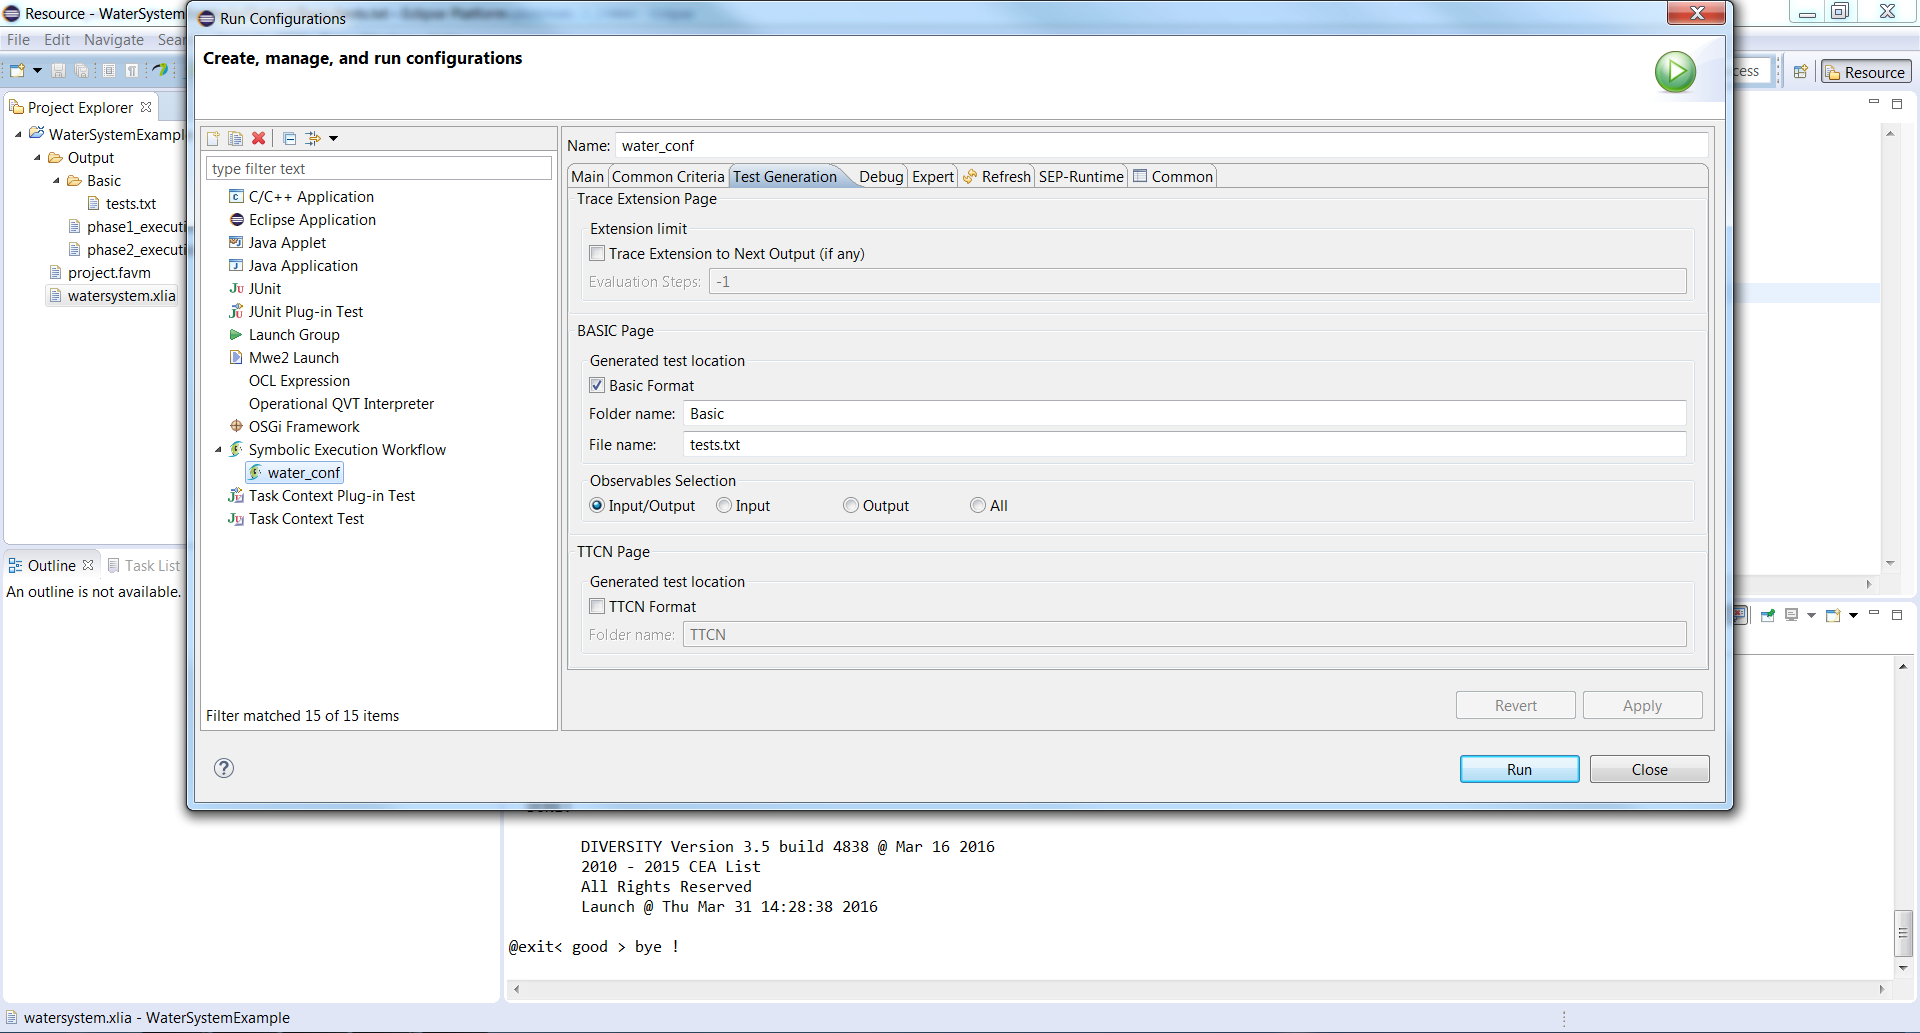 Resource - WaterSystem
File Edit Navigate Sear
Project Explorer
WaterSystemExampl
Output
Basic
tests.txt
phase1_executi
phase2_executi
project.favm
watersystem.xlia
Outline Task List
An outline is not available.
Run Configurations
Create, manage, and run configurations
type filter text
C/C++ Application
Eclipse Application
Java Applet
Java Application
JUnit
JUnit Plug-in Test
Launch Group
Mwe2 Launch
OCL Expression
Operational QVT Interpreter
OSGi Framework
Symbolic Execution Workflow
water_conf
Task Context Plug-in Test
Task Context Test
Filter matched 15 of 15 items
Name: water_conf
Main Common Criteria Test Generation Debug Expert Refresh SEP-Runtime Common
Trace Extension Page
Extension limit
Trace Extension to Next Output (if any)
Evaluation Steps: -1
BASIC Page
Generated test location
Basic Format
Folder name: Basic
File name: tests.txt
Observables Selection
Input/Output Input Output All
TTCN Page
Generated test location
TTCN Format
Folder name: TTCN
Revert Apply
Run Close
cess Resource
DIVERSITY Version 3.5 build 4838 @ Mar 16 2016
2010 - 2015 CEA List
All Rights Reserved
Launch @ Thu Mar 31 14:28:38 2016
@exit< good > bye !
watersystem.xlia - WaterSystemExample